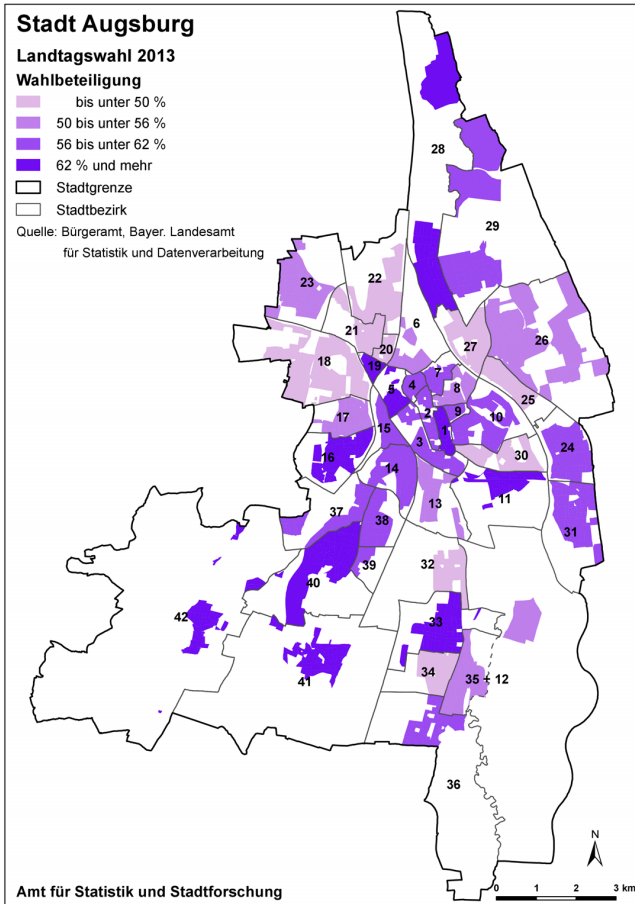 Stadt Augsburg
Landtagswahl 2013
Wahlbeteiligung
bis unter 50 %
50 bis unter 56 %
56 bis unter 62 %
62 % und mehr
Stadtgrenze
Stadtbezirk
Quelle: Bürgeramt, Bayer. Landesamt
für Statistik und Datenverarbeitung
28
29
22
23
6
21
26
27
20
18
19
7
5
4
8
25
17
2
9
10
15
1
3
24
16
30
14
11
13
31
37
38
32
39
40
42
33
34
41
35 + 12
36
N
Amt für Statistik und Stadtforschung
0 1 2 3 km